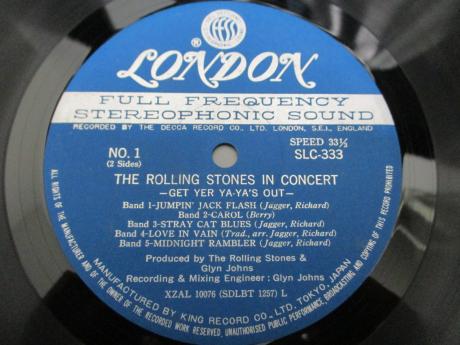 ®
LONDON
FULL FREQUENCY
STEREOPHONIC SOUND
RECORDED BY THE DECCA RECORD CO., LTD. LONDON, S.E.I., ENGLAND
NO. 1
(2 Sides)
SPEED 33⅓
SLC-333
THE ROLLING STONES IN CONCERT
—GET YER YA-YA'S OUT—
Band 1-JUMPIN' JACK FLASH (Jagger, Richard)
Band 2-CAROL (Berry)
Band 3-STRAY CAT BLUES (Jagger, Richard)
Band 4-LOVE IN VAIN (Trad., arr. Jagger, Richard)
Band 5-MIDNIGHT RAMBLER (Jagger, Richard)
Produced by The Rolling Stones &
Glyn Johns
Recording & Mixing Engineer : Glyn Johns
XZAL 10076 (SDLBT 1257) L
MANUFACTURED BY KING RECORD CO. LTD. TOKYO, JAPAN
ALL RIGHTS OF THE MANUFACTURER AND OF THE OWNER OF THE RECORDED WORK RESERVED, UNAUTHORISED PUBLIC PERFORMANCE, BROADCASTING AND COPYING OF THIS RECORD PROHIBITED